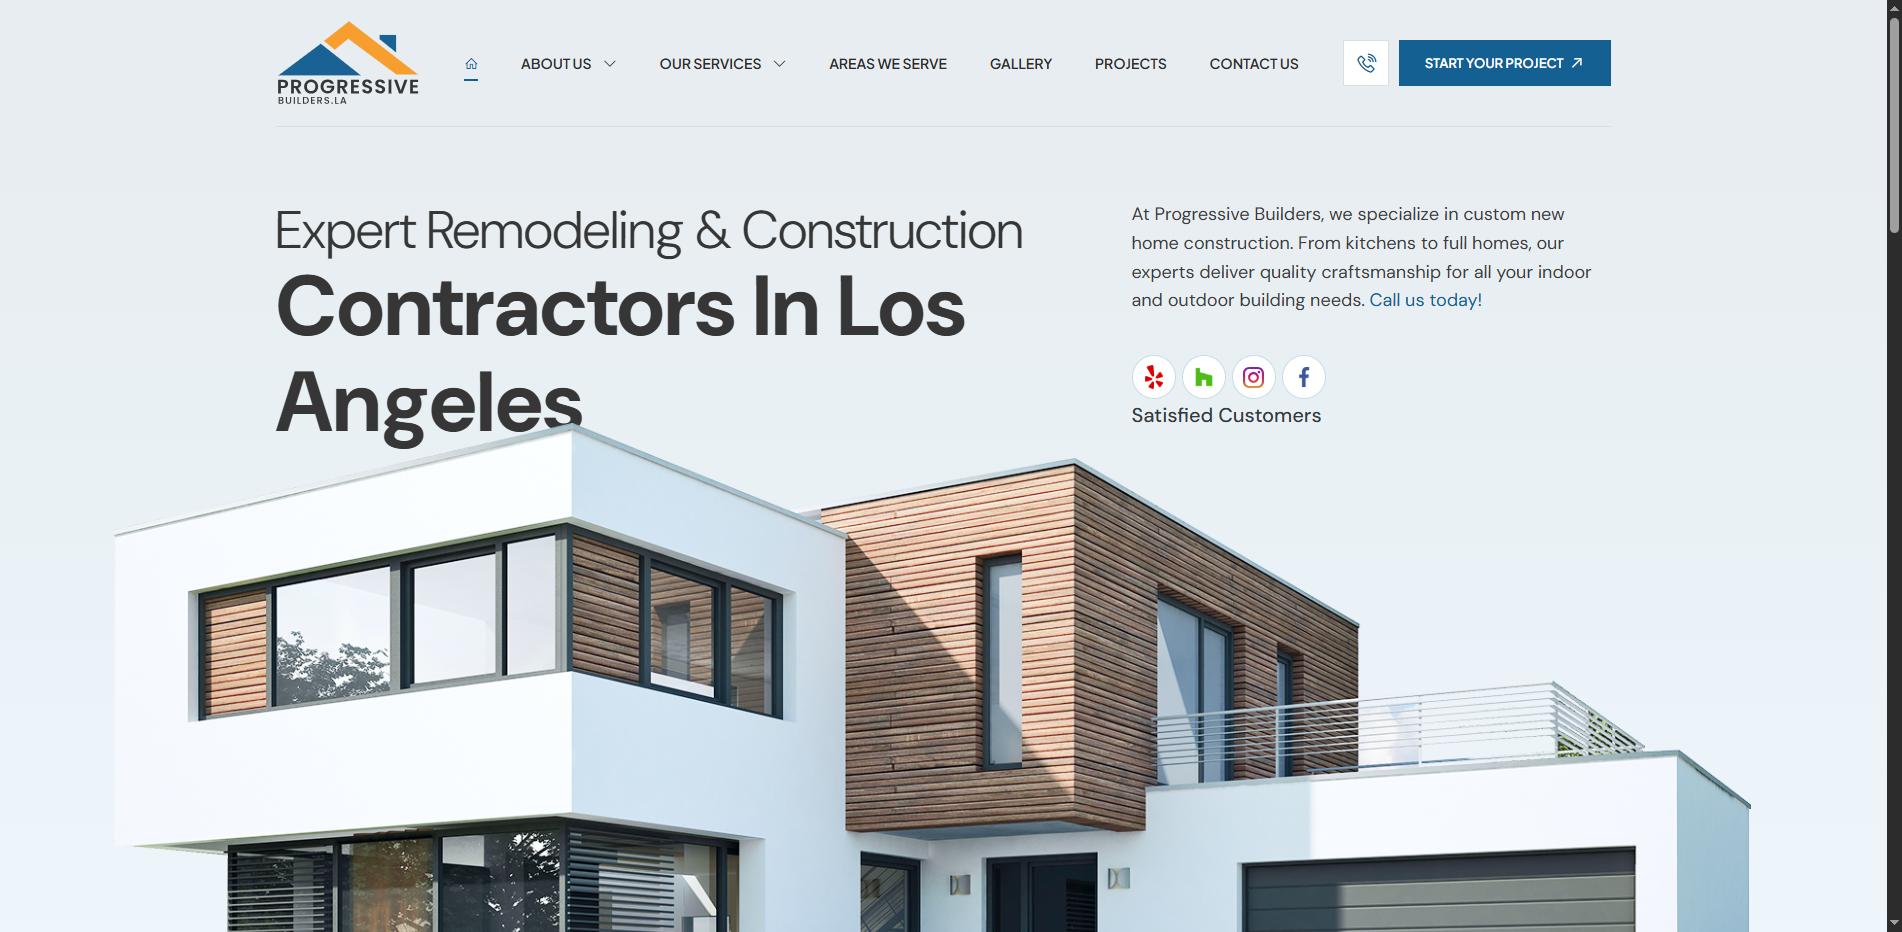 PROGRESSIVE
BUILDERS.LA
ABOUT US
OUR SERVICES
AREAS WE SERVE
GALLERY
PROJECTS
CONTACT US
START YOUR PROJECT
Expert Remodeling & Construction
Contractors In Los
Angeles
At Progressive Builders, we specialize in custom new
home construction. From kitchens to full homes, our
experts deliver quality craftsmanship for all your indoor
and outdoor building needs. Call us today!
Satisfied Customers